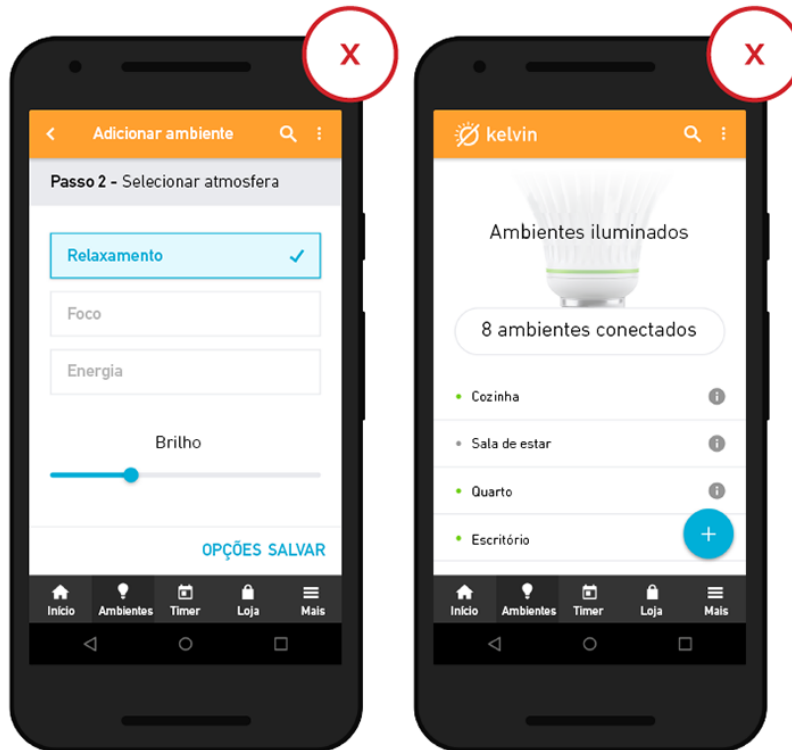 X
Adicionar ambiente
Passo 2 - Selecionar atmosfera
Relaxamento
Foco
Energia
Brilho
OPÇÕES SALVAR
Início Ambientes Timer Loja Mais
X
kelvin
Ambientes iluminados
8 ambientes conectados
Cozinha
Sala de estar
Quarto
Escritório
Início Ambientes Timer Loja Mais